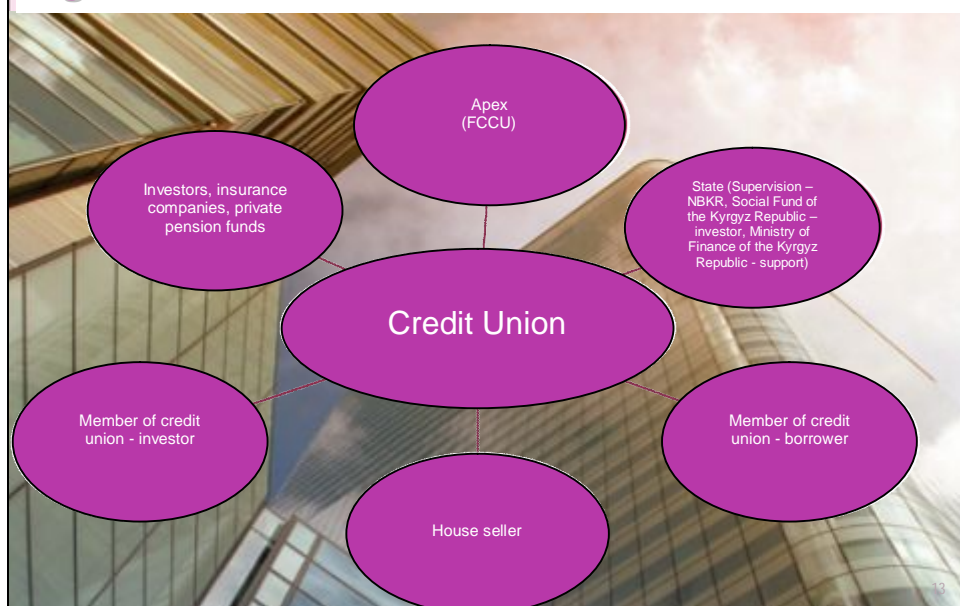 Apex
(FCCU)
Investors, insurance
companies, private
pension funds
State (Supervision –
NBKR, Social Fund of
the Kyrgyz Republic –
investor, Ministry of
Finance of the Kyrgyz
Republic - support)
Credit Union
Member of credit
union - investor
Member of credit
union - borrower
House seller
13